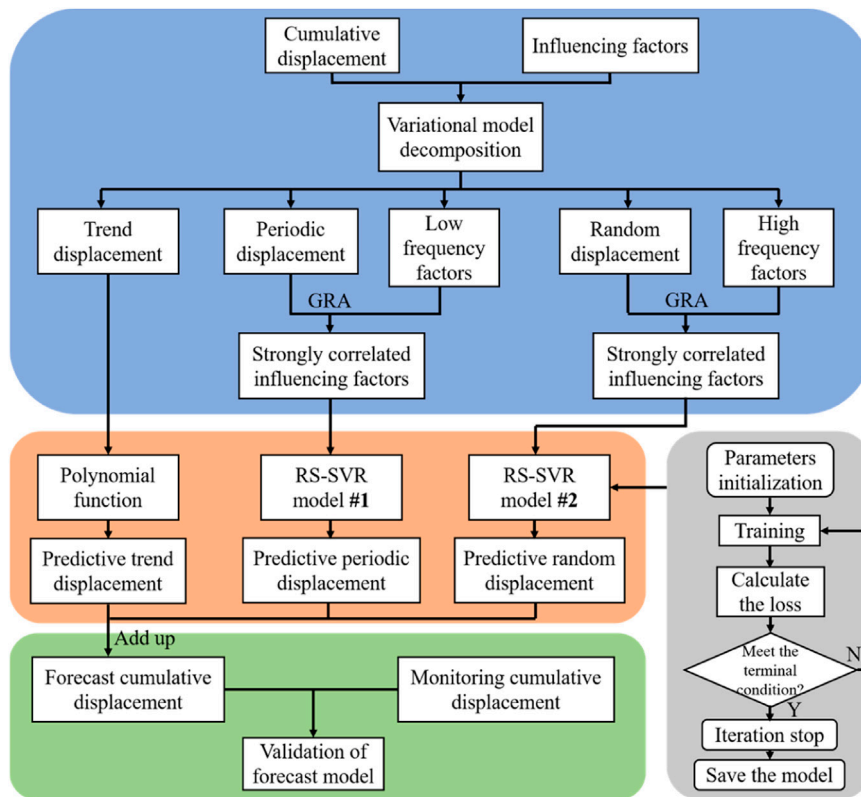 Cumulative
displacement
Influencing factors
Variational model
decomposition
Trend
displacement
Periodic
displacement
Low
frequency
factors
Random
displacement
High
frequency
factors
GRA
GRA
Strongly correlated
influencing factors
Strongly correlated
influencing factors
Polynomial
function
RS-SVR
model #1
RS-SVR
model #2
Predictive trend
displacement
Predictive periodic
displacement
Predictive random
displacement
Add up
Forecast cumulative
displacement
Monitoring cumulative
displacement
Validation of
forecast model
Parameters
initialization
Training
Calculate
the loss
Meet the
terminal
condition?
N
Y
Iteration stop
Save the model